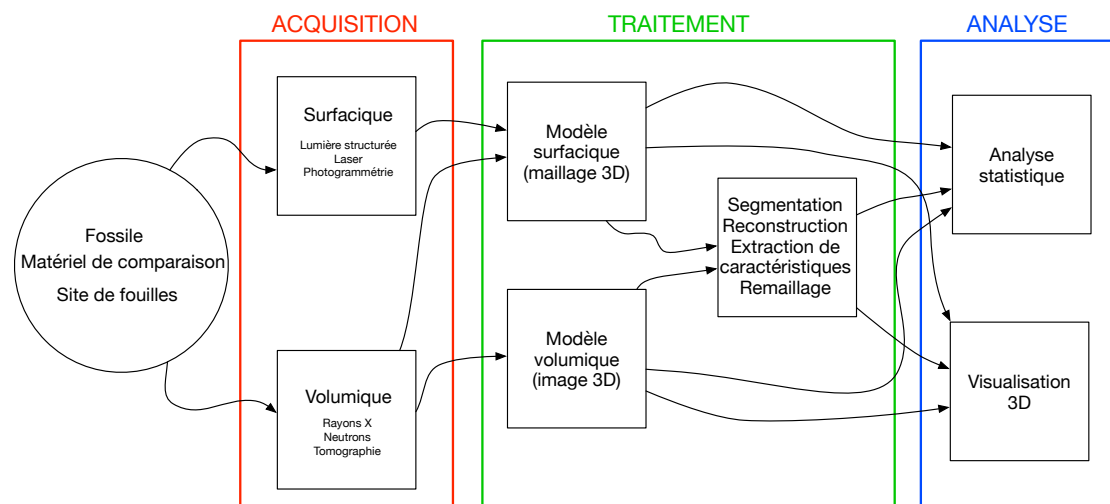 ACQUISITION
TRAITEMENT
ANALYSE
Fossile
Matériel de comparaison
Site de fouilles
Surfacique
Lumière structurée
Laser
Photogrammétrie
Volumique
Rayons X
Neutrons
Tomographie
Modèle
surfacique
(maillage 3D)
Modèle
volumique
(image 3D)
Segmentation
Reconstruction
Extraction de
caractéristiques
Remaillage
Analyse
statistique
Visualisation
3D